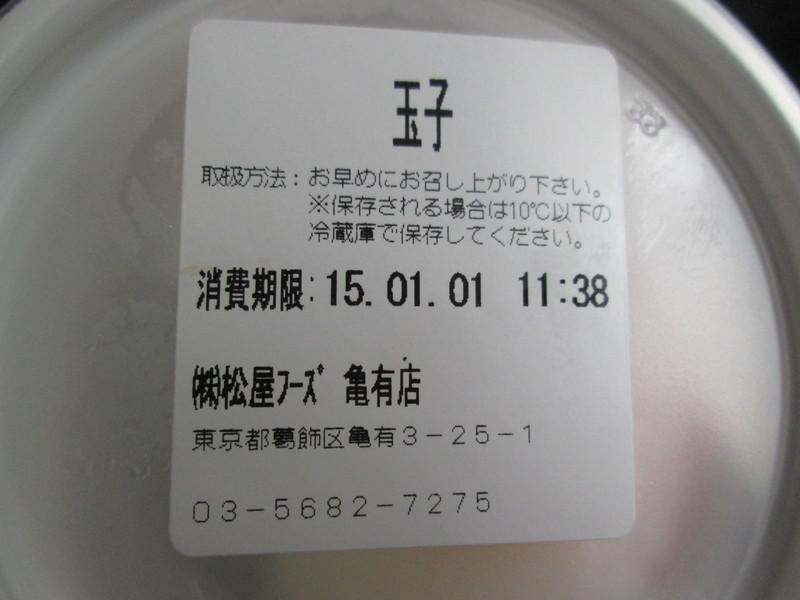 玉子
取扱方法：お早めにお召し上がり下さい。
※保存される場合は10℃以下の
冷蔵庫で保存してください。
消費期限:15.01.01 11:38
㈱松屋フーズ 亀有店
東京都葛飾区亀有３－２５－１
０３－５６８２－７２７５